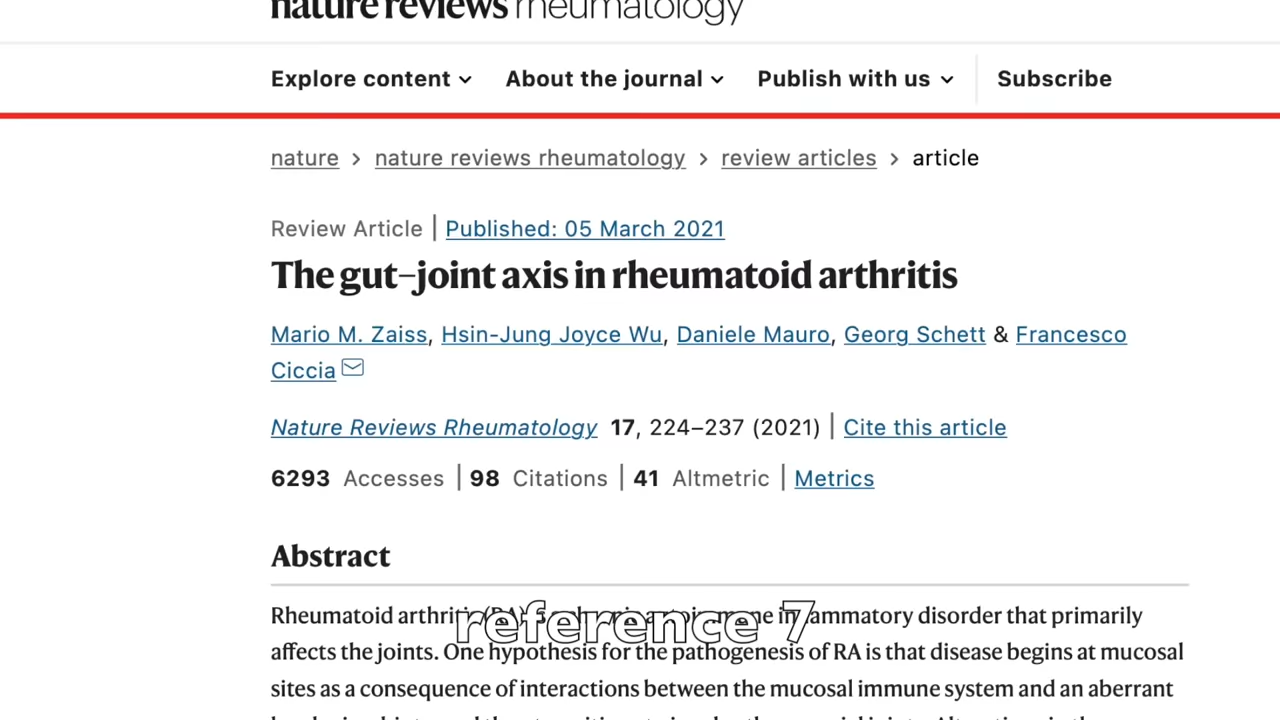 nature reviews rheumatology
Explore content
About the journal
Publish with us
Subscribe
nature > nature reviews rheumatology > review articles > article
Review Article | Published: 05 March 2021
The gut–joint axis in rheumatoid arthritis
Mario M. Zaiss, Hsin-Jung Joyce Wu, Daniele Mauro, Georg Schett & Francesco
Ciccia
Nature Reviews Rheumatology 17, 224–237 (2021) | Cite this article
6293 Accesses | 98 Citations | 41 Altmetric | Metrics
Abstract
Rheumatoid arthritis (RA) is a chronic autoimmune inflammatory disorder that primarily
reference 7
affects the joints. One hypothesis for the pathogenesis of RA is that disease begins at mucosal
sites as a consequence of interactions between the mucosal immune system and an aberrant